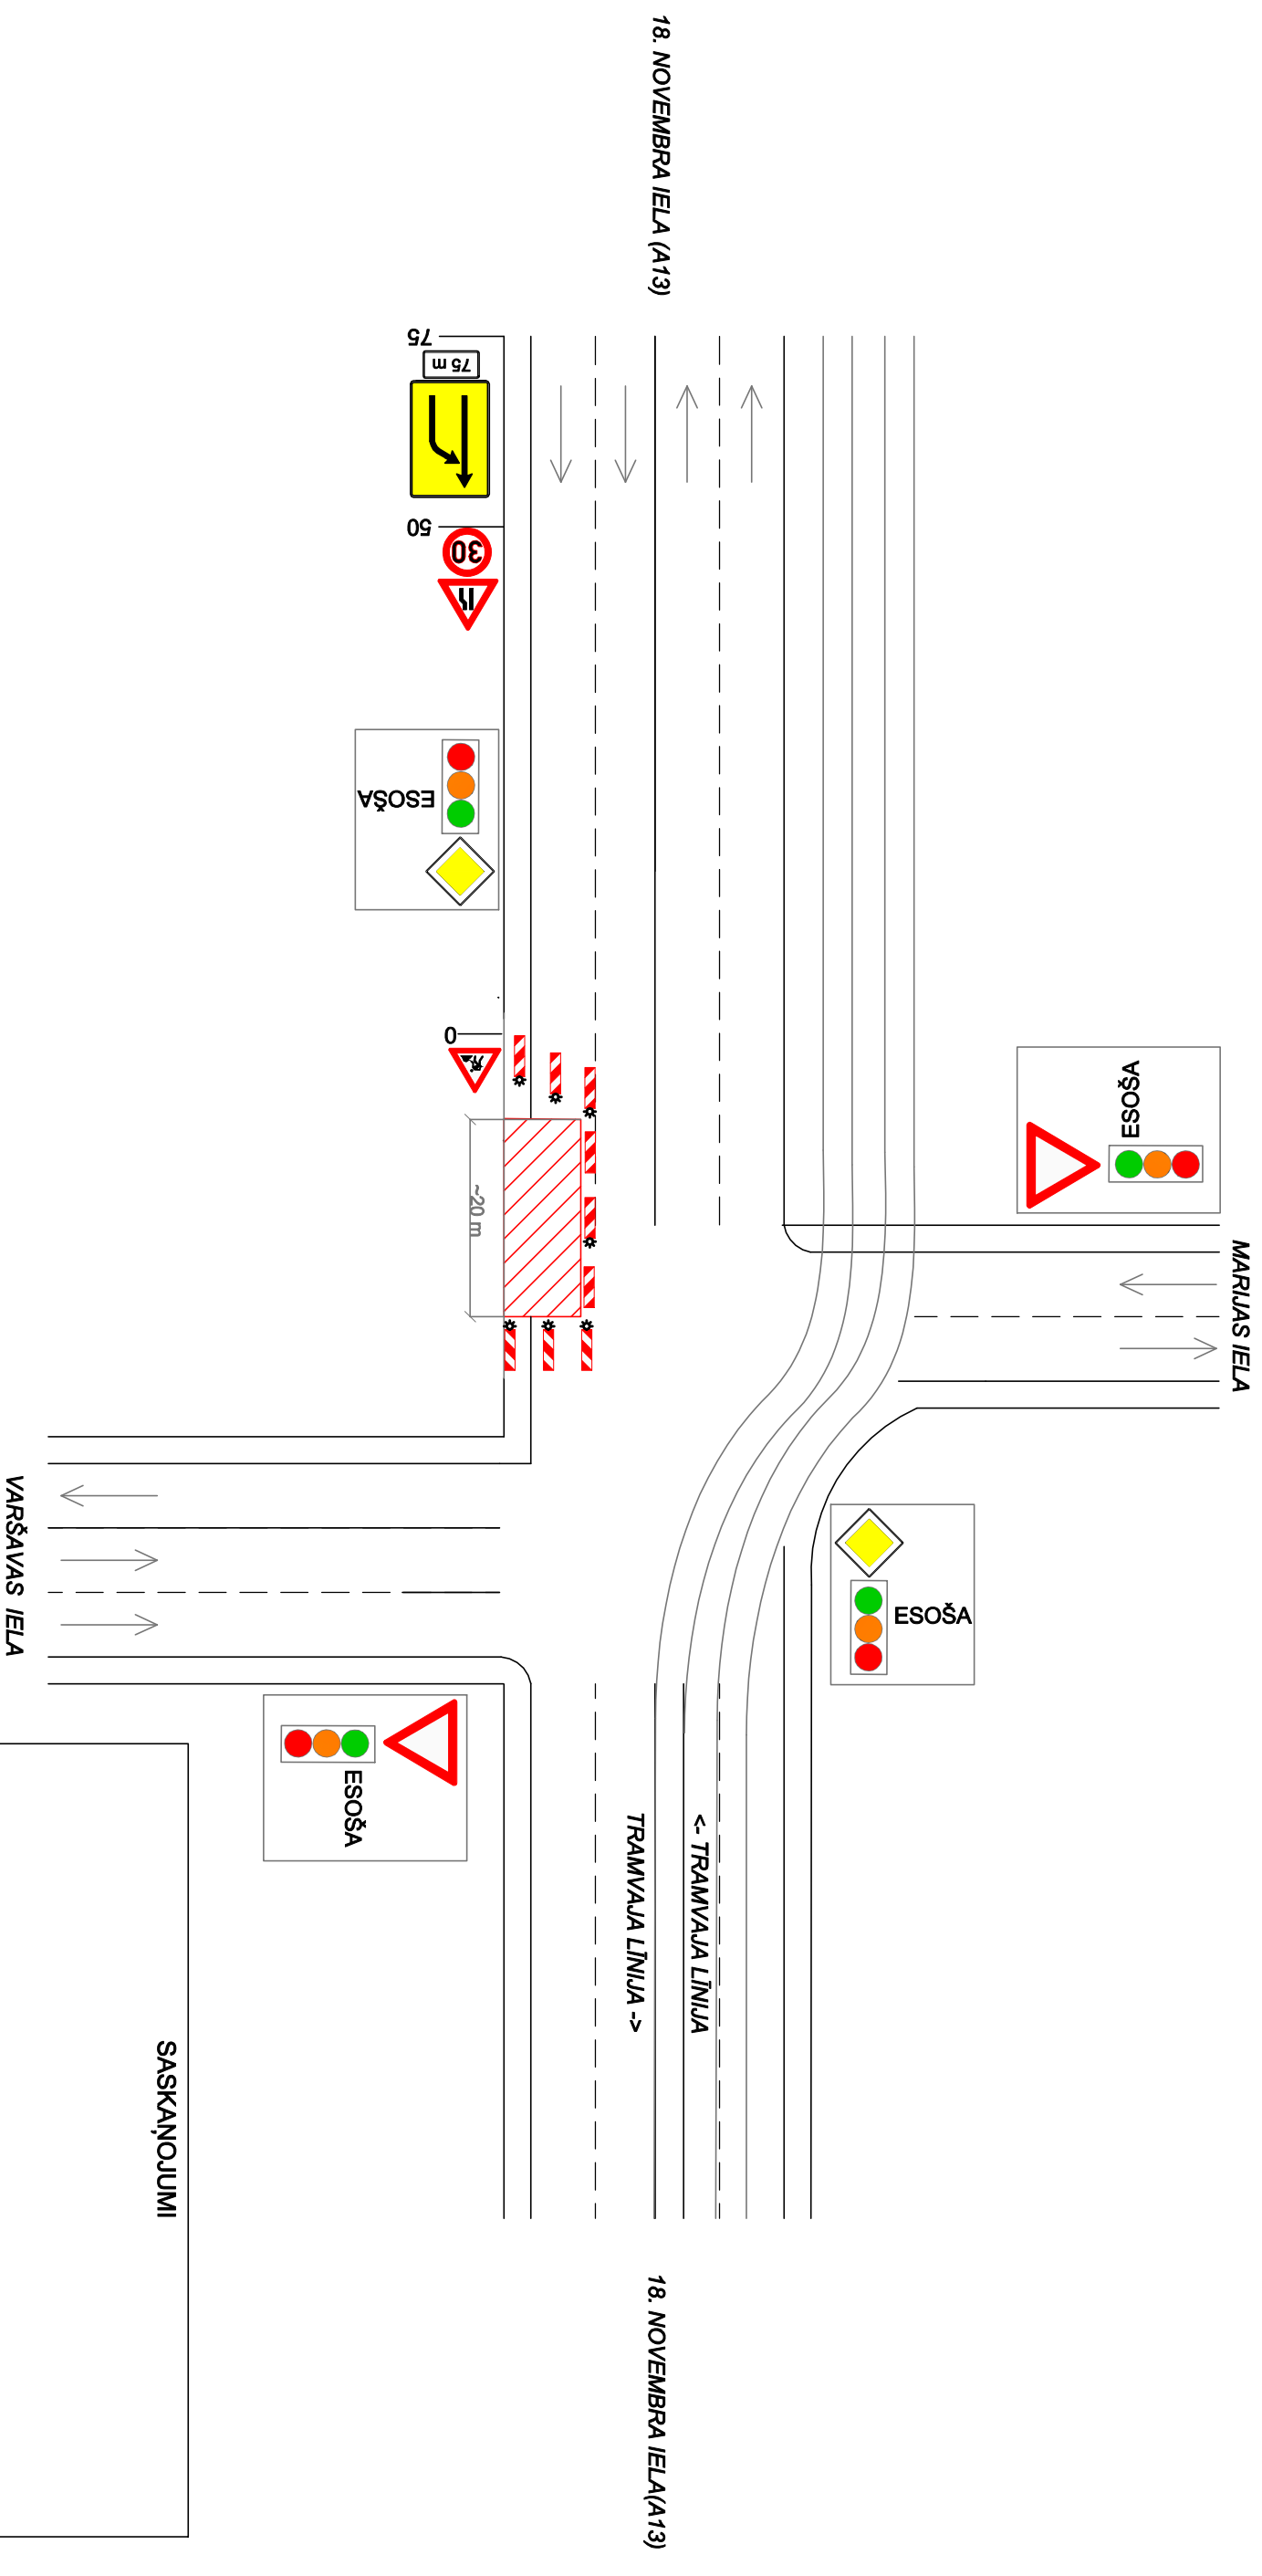 18. NOVEMBRA IELA (A13)
75
75 m
50
30
ESOŠA
ESOŠA
0
~20 m
MARIJAS IELA
VARŠAVAS IELA
ESOŠA
ESOŠA
<- TRAMVAJA LĪNIJA
TRAMVAJA LĪNIJA ->
SASKAŅOJUMI
18. NOVEMBRA IELA(A13)